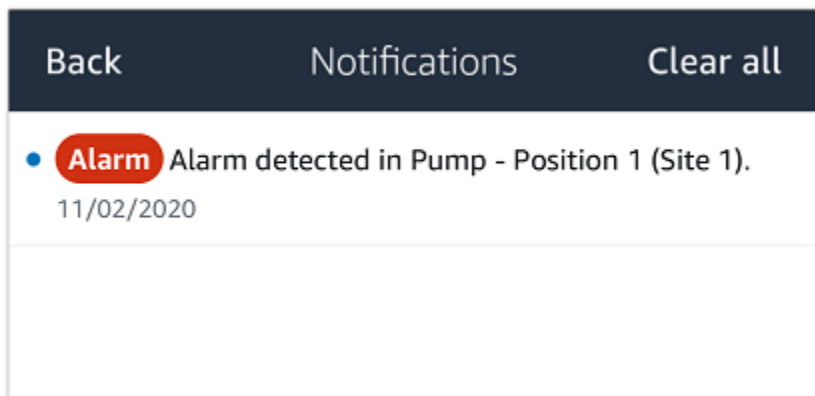 Back Notifications Clear all
Alarm Alarm detected in Pump - Position 1 (Site 1).
11/02/2020